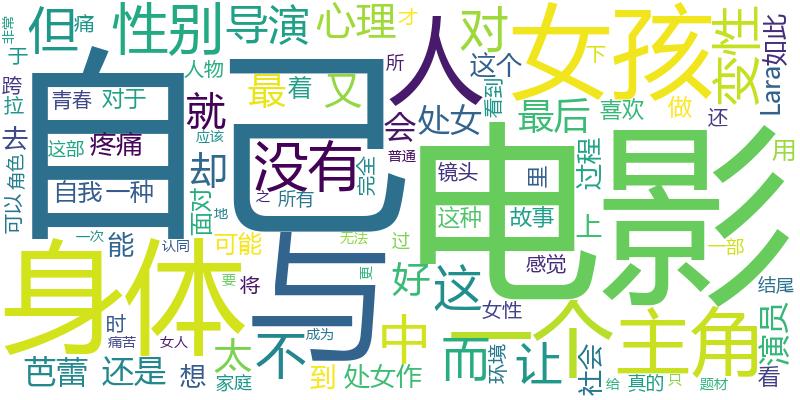 非常 痛 但 性别 导演 心理 才 对 女孩 变性 Lara 如此
于 人物 所 人 这个 下
跨 拉 青春 对于 最 着 又 看到 最后 喜欢 做
自己 就 会 处女 还
去 这部 疼痛 应该 没有 普通 电影 过程 用
角色 自我 一种 却 完全 镜头 里
可以 面对 地 之 所有 这种 故事 上
一次 能 认同 可能 与 无法 过 感觉 一部
身体 要 将 更 好 这 女性 结尾
时 不 中 而 一个 主角 演员
痛苦 女人 成为 让
芭蕾 还是 想 太 家庭 到 处女作 环境 社会 给 真的 只 题材 看